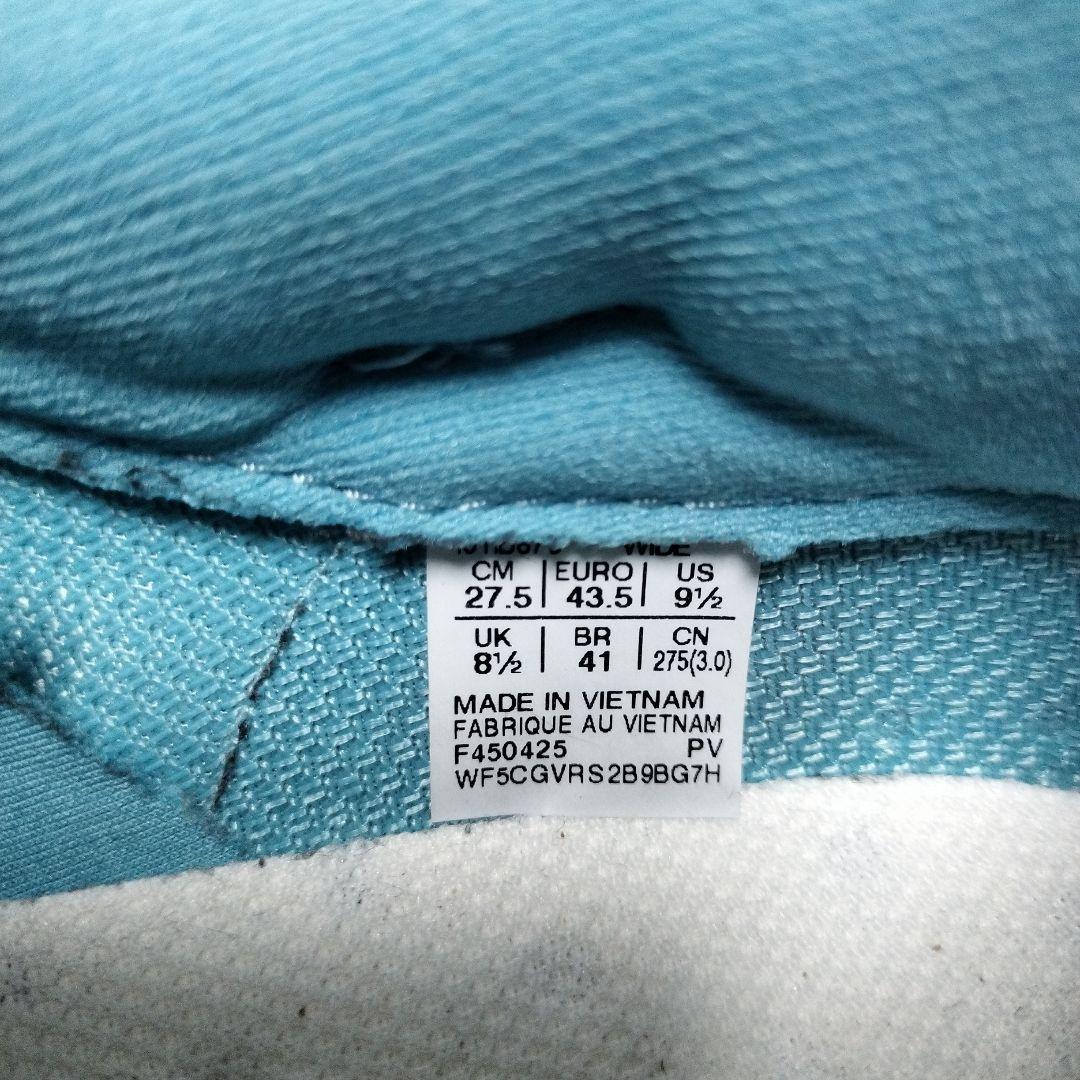 WIDE
CM EURO US
27.5 43.5 9½
UK BR CN
8½ 41 275(3.0)
MADE IN VIETNAM
FABRIQUE AU VIETNAM
F450425 PV
WF5CGVRS2B9BG7H